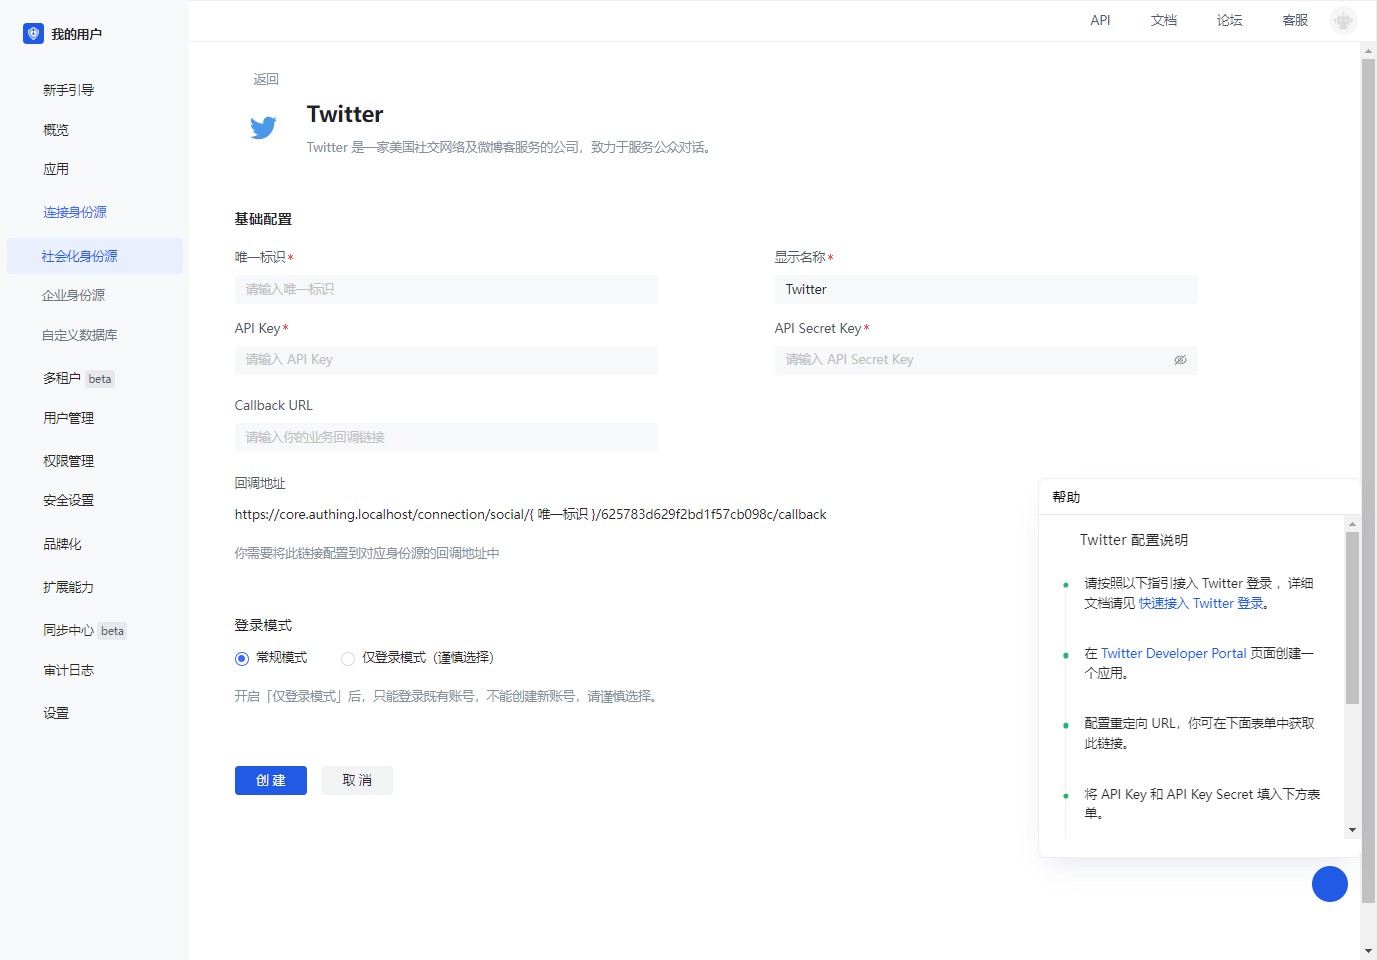 我的用户
API 文档 论坛 客服
新手引导
概览
应用
连接身份源
社会化身份源
企业身份源
自定义数据库
多租户 beta
用户管理
权限管理
安全设置
品牌化
扩展能力
同步中心 beta
审计日志
设置
返回
Twitter
Twitter 是一家美国社交网络及微博客服务的公司，致力于服务公众对话。
基础配置
唯一标识*
请输入唯一标识
显示名称*
Twitter
API Key*
请输入 API Key
API Secret Key*
请输入 API Secret Key
Callback URL
请输入你的业务回调链接
回调地址
https://core.authing.localhost/connection/social/{ 唯一标识 }/625783d629f2bd1f57cb098c/callback
你需要将此链接配置到对应身份源的回调地址中
登录模式
常规模式 仅登录模式（谨慎选择）
开启「仅登录模式」后，只能登录既有账号，不能创建新账号，请谨慎选择。
创 建 取 消
帮助
Twitter 配置说明
请按照以下指引接入 Twitter 登录 ，详细
文档请见 快速接入 Twitter 登录。
在 Twitter Developer Portal 页面创建一
个应用。
配置重定向 URL，你可在下面表单中获取
此链接。
将 API Key 和 API Key Secret 填入下方表
单。